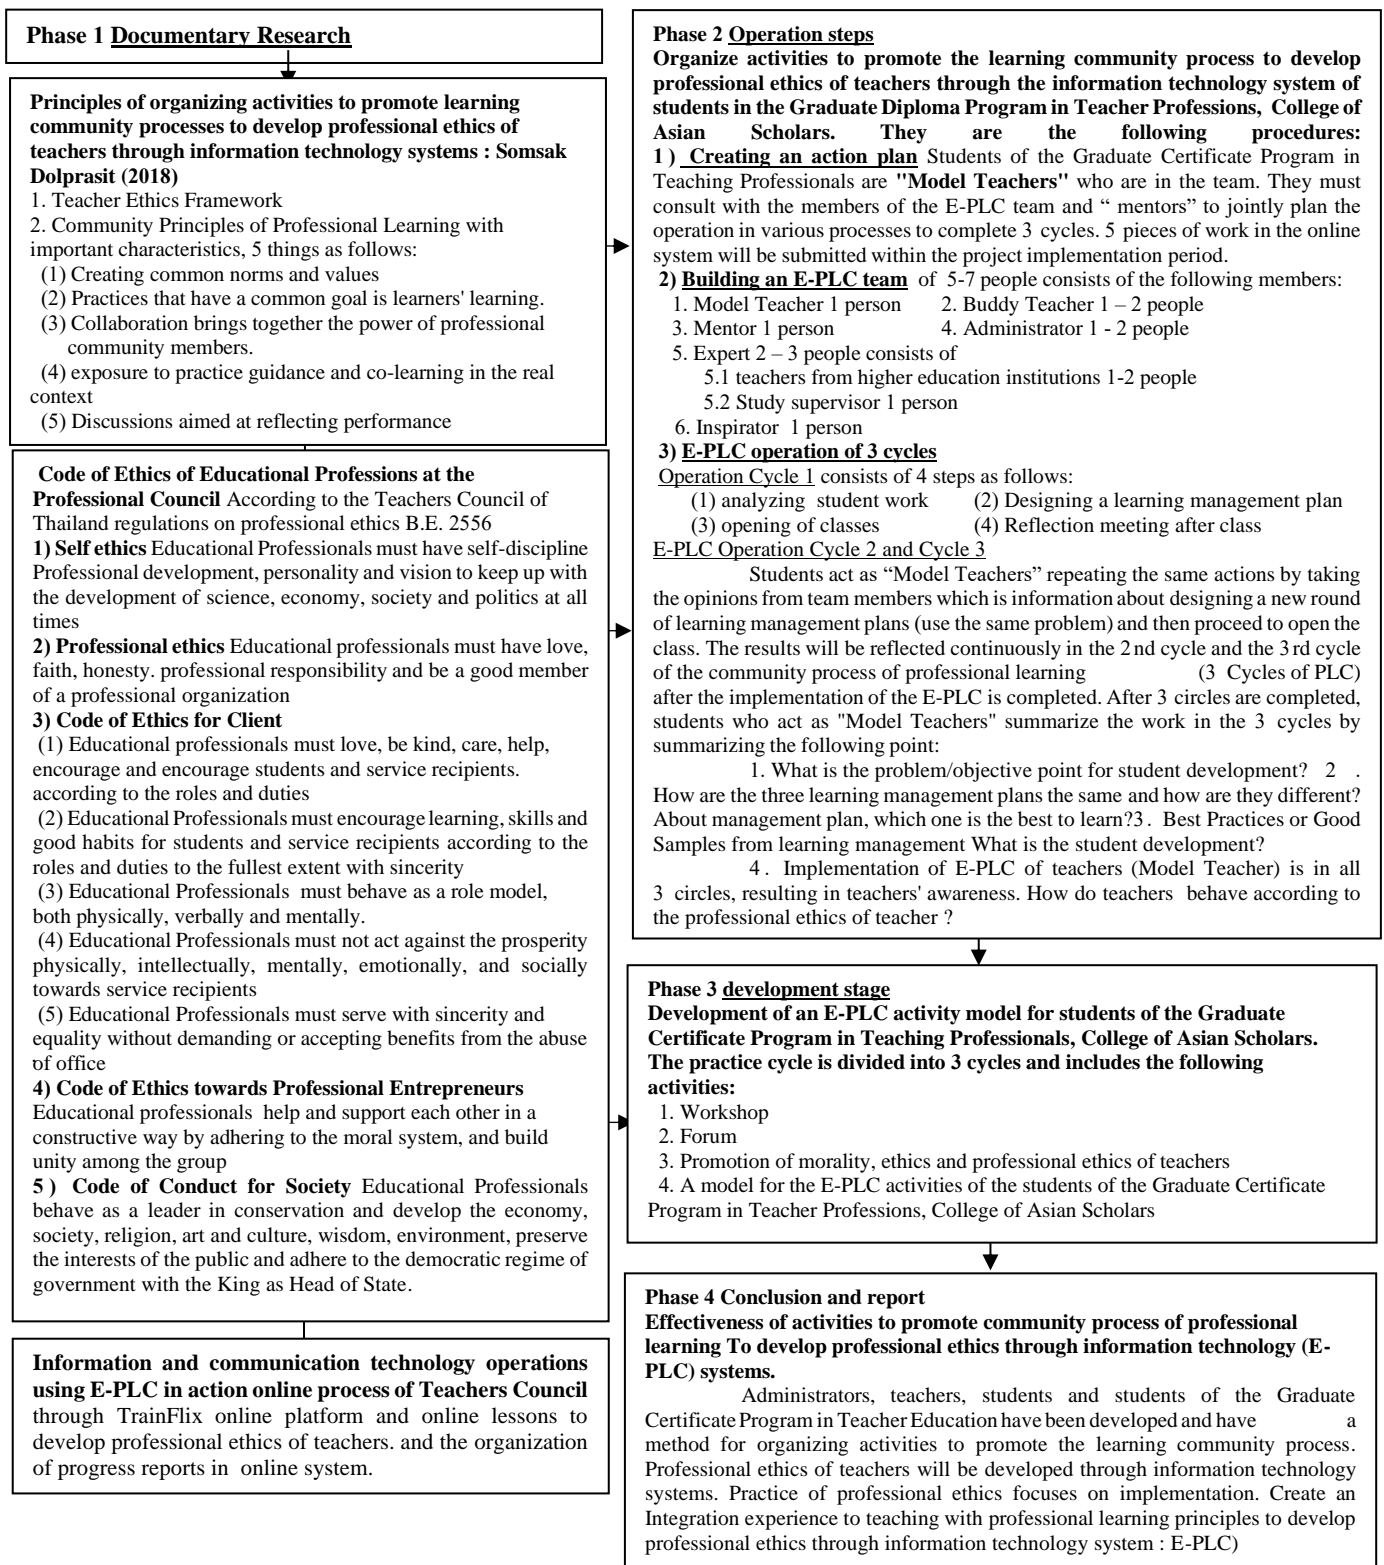 Phase 1 Documentary Research
Principles of organizing activities to promote learning
community processes to develop professional ethics of
teachers through information technology systems : Somsak
Dolprasit (2018)
1. Teacher Ethics Framework
2. Community Principles of Professional Learning with
important characteristics, 5 things as follows:
(1) Creating common norms and values
(2) Practices that have a common goal is learners' learning.
(3) Collaboration brings together the power of professional
community members.
(4) exposure to practice guidance and co-learning in the real
context
(5) Discussions aimed at reflecting performance
Code of Ethics of Educational Professions at the
Professional Council According to the Teachers Council of
Thailand regulations on professional ethics B.E. 2556
1) Self ethics Educational Professionals must have self-discipline
Professional development, personality and vision to keep up with
the development of science, economy, society and politics at all
times
2) Professional ethics Educational professionals must have love,
faith, honesty. professional responsibility and be a good member
of a professional organization
3) Code of Ethics for Client
(1) Educational professionals must love, be kind, care, help,
encourage and encourage students and service recipients.
according to the roles and duties
(2) Educational Professionals must encourage learning, skills and
good habits for students and service recipients according to the
roles and duties to the fullest extent with sincerity
(3) Educational Professionals must behave as a role model,
both physically, verbally and mentally.
(4) Educational Professionals must not act against the prosperity
physically, intellectually, mentally, emotionally, and socially
towards service recipients
(5) Educational Professionals must serve with sincerity and
equality without demanding or accepting benefits from the abuse
of office
4) Code of Ethics towards Professional Entrepreneurs
Educational professionals help and support each other in a
constructive way by adhering to the moral system, and build
unity among the group
5 ) Code of Conduct for Society Educational Professionals
behave as a leader in conservation and develop the economy,
society, religion, art and culture, wisdom, environment, preserve
the interests of the public and adhere to the democratic regime of
government with the King as Head of State.
Information and communication technology operations
using E-PLC in action online process of Teachers Council
through TrainFlix online platform and online lessons to
develop professional ethics of teachers. and the organization
of progress reports in online system.
Phase 2 Operation steps
Organize activities to promote the learning community process to develop
professional ethics of teachers through the information technology system of
students in the Graduate Diploma Program in Teacher Professions, College of
Asian Scholars. They are the following procedures:
1 ) Creating an action plan Students of the Graduate Certificate Program in
Teaching Professionals are "Model Teachers" who are in the team. They must
consult with the members of the E-PLC team and “ mentors” to jointly plan the
operation in various processes to complete 3 cycles. 5 pieces of work in the online
system will be submitted within the project implementation period.
2) Building an E-PLC team of 5-7 people consists of the following members:
1. Model Teacher 1 person 2. Buddy Teacher 1 – 2 people
3. Mentor 1 person 4. Administrator 1 - 2 people
5. Expert 2 – 3 people consists of
5.1 teachers from higher education institutions 1-2 people
5.2 Study supervisor 1 person
6. Inspirator 1 person
3) E-PLC operation of 3 cycles
Operation Cycle 1 consists of 4 steps as follows:
(1) analyzing student work (2) Designing a learning management plan
(3) opening of classes (4) Reflection meeting after class
E-PLC Operation Cycle 2 and Cycle 3
Students act as “Model Teachers” repeating the same actions by taking
the opinions from team members which is information about designing a new round
of learning management plans (use the same problem) and then proceed to open the
class. The results will be reflected continuously in the 2nd cycle and the 3rd cycle
of the community process of professional learning (3 Cycles of PLC)
after the implementation of the E-PLC is completed. After 3 circles are completed,
students who act as "Model Teachers" summarize the work in the 3 cycles by
summarizing the following point:
1. What is the problem/objective point for student development? 2 .
How are the three learning management plans the same and how are they different?
About management plan, which one is the best to learn?3. Best Practices or Good
Samples from learning management What is the student development?
4 . Implementation of E-PLC of teachers (Model Teacher) is in all
3 circles, resulting in teachers' awareness. How do teachers behave according to
the professional ethics of teacher ?
Phase 3 development stage
Development of an E-PLC activity model for students of the Graduate
Certificate Program in Teaching Professionals, College of Asian Scholars.
The practice cycle is divided into 3 cycles and includes the following
activities:
1. Workshop
2. Forum
3. Promotion of morality, ethics and professional ethics of teachers
4. A model for the E-PLC activities of the students of the Graduate Certificate
Program in Teacher Professions, College of Asian Scholars
Phase 4 Conclusion and report
Effectiveness of activities to promote community process of professional
learning To develop professional ethics through information technology (E-
PLC) systems.
Administrators, teachers, students and students of the Graduate
Certificate Program in Teacher Education have been developed and have a
method for organizing activities to promote the learning community process.
Professional ethics of teachers will be developed through information technology
systems. Practice of professional ethics focuses on implementation. Create an
Integration experience to teaching with professional learning principles to develop
professional ethics through information technology system : E-PLC)